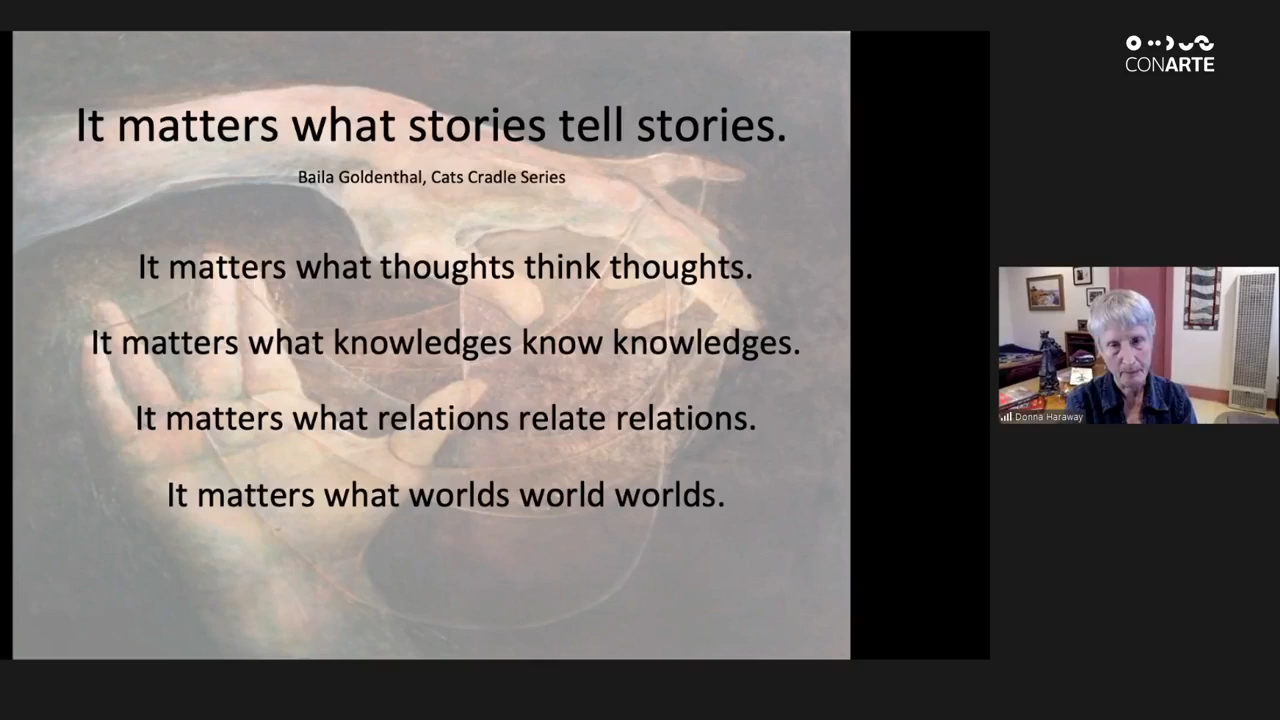 CONARTE
It matters what stories tell stories.
Baila Goldenthal, Cats Cradle Series
It matters what thoughts think thoughts.
It matters what knowledges know knowledges.
It matters what relations relate relations.
It matters what worlds world worlds.
Donna Haraway